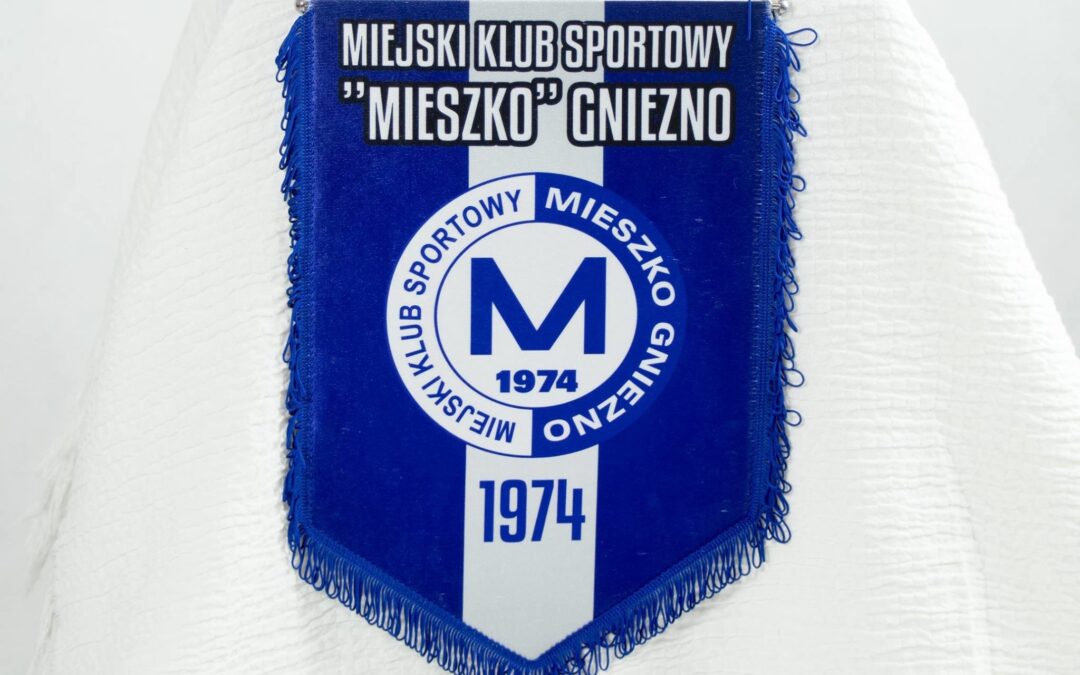 MIEJSKI KLUB SPORTOWY
”MIESZKO” GNIEZNO
MIEJSKI KLUB SPORTOWY
MIESZKO GNIEZNO
M
1974
1974